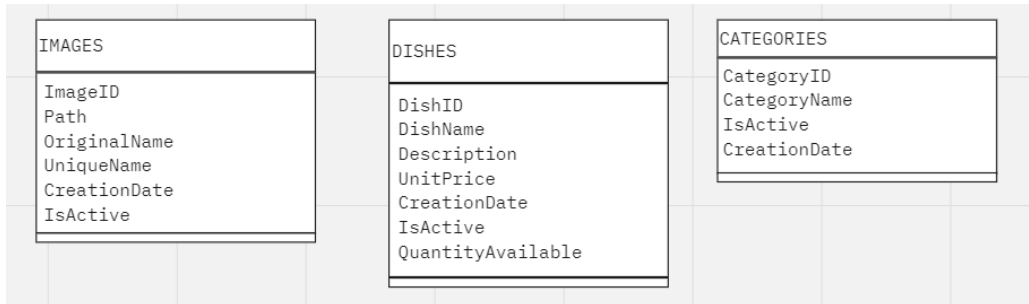 IMAGES
ImageID
Path
OriginalName
UniqueName
CreationDate
IsActive
DISHES
DishID
DishName
Description
UnitPrice
CreationDate
IsActive
QuantityAvailable
CATEGORIES
CategoryID
CategoryName
IsActive
CreationDate